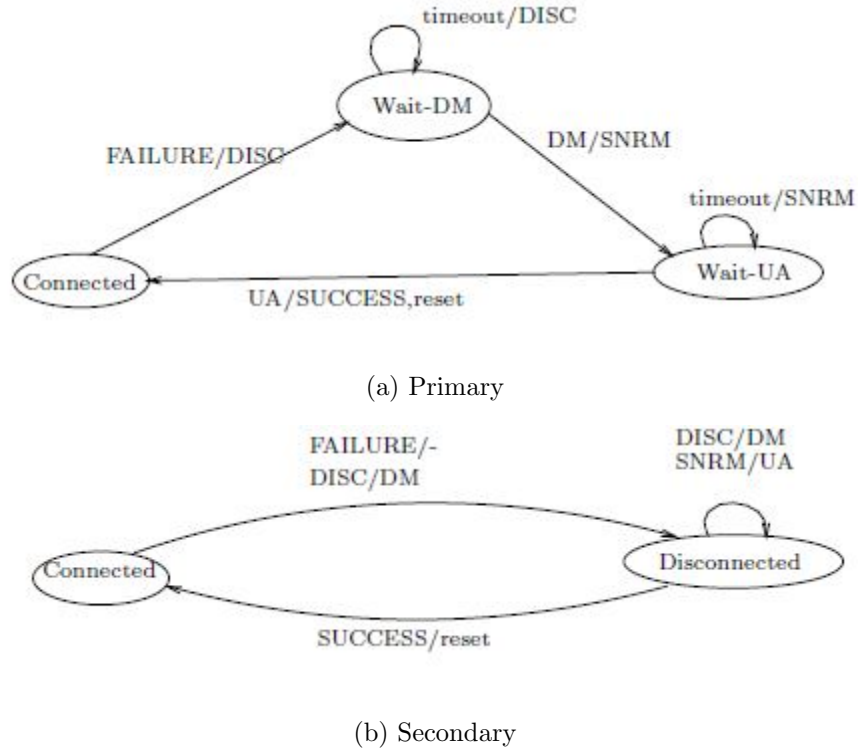 timeout/DISC
Wait-DM
FAILURE/DISC
DM/SNRM
timeout/SNRM
Connected
Wait-UA
UA/SUCCESS,reset
(a) Primary
FAILURE/-
DISC/DM
DISC/DM
SNRM/UA
Connected
Disconnected
SUCCESS/reset
(b) Secondary